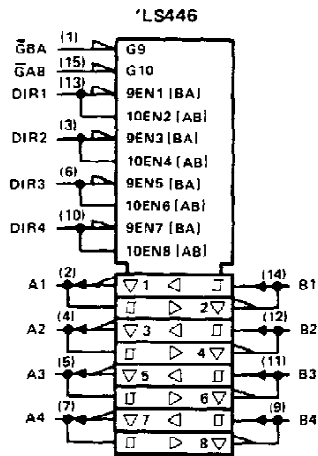 'LS446
G̅BA (1) G9
G̅AB (15) G10
DIR1 (13) 9EN1 [BA]
10EN2 [AB]
DIR2 (3) 9EN3 [BA]
10EN4 [AB]
DIR3 (6) 9EN5 [BA]
10EN6 [AB]
DIR4 (10) 9EN7 [BA]
10EN8 [AB]
A1 (2) ▽ 1 ◁ (14) B1
▷ 2 ▽
A2 (4) ▽ 3 ◁ (12) B2
▷ 4 ▽
A3 (5) ▽ 5 ◁ (11) B3
▷ 6 ▽
A4 (7) ▽ 7 ◁ (9) B4
▷ 8 ▽